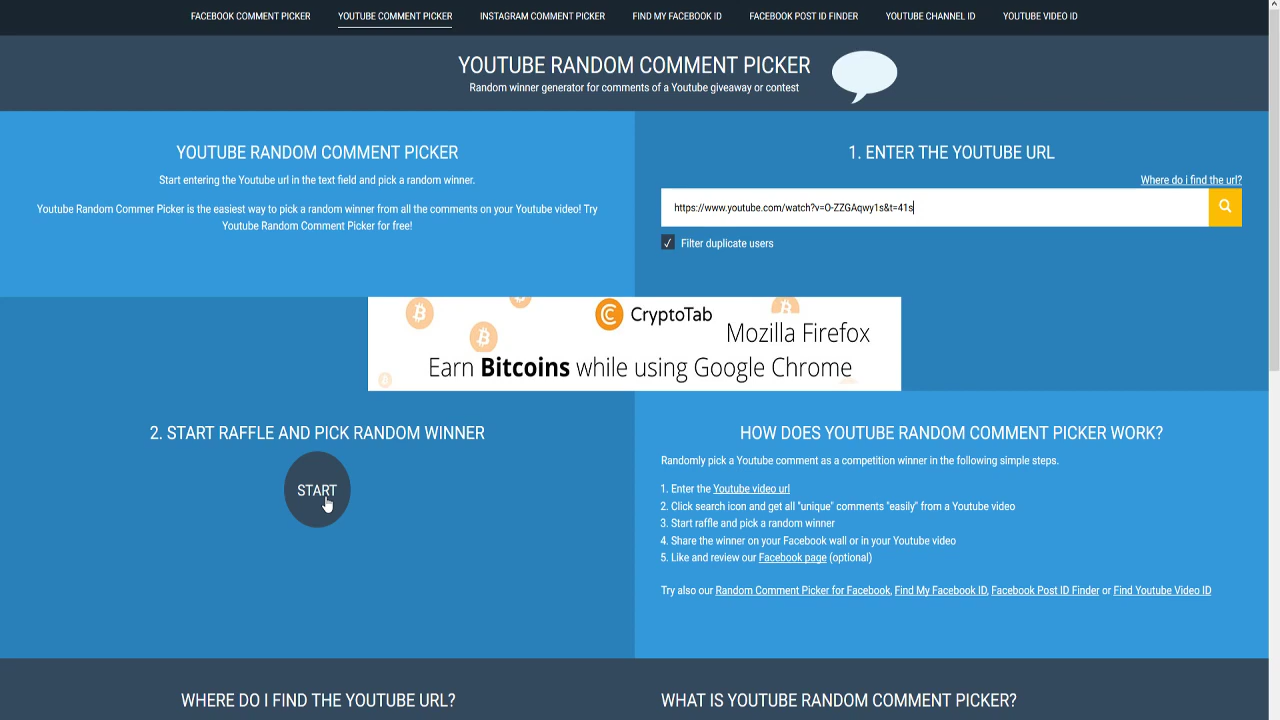 FACEBOOK COMMENT PICKER
YOUTUBE COMMENT PICKER
INSTAGRAM COMMENT PICKER
FIND MY FACEBOOK ID
FACEBOOK POST ID FINDER
YOUTUBE CHANNEL ID
YOUTUBE VIDEO ID
YOUTUBE RANDOM COMMENT PICKER
Random winner generator for comments of a Youtube giveaway or contest
YOUTUBE RANDOM COMMENT PICKER
Start entering the Youtube url in the text field and pick a random winner.
Youtube Random Commer Picker is the easiest way to pick a random winner from all the comments on your Youtube video! Try
Youtube Random Comment Picker for free!
1. ENTER THE YOUTUBE URL
Where do i find the url?
https://www.youtube.com/watch?v=O-ZZGAqwy1s&t=41s
Filter duplicate users
CryptoTab
Mozilla Firefox
Earn Bitcoins while using Google Chrome
2. START RAFFLE AND PICK RANDOM WINNER
START
HOW DOES YOUTUBE RANDOM COMMENT PICKER WORK?
Randomly pick a Youtube comment as a competition winner in the following simple steps.
1. Enter the Youtube video url
2. Click search icon and get all "unique" comments "easily" from a Youtube video
3. Start raffle and pick a random winner
4. Share the winner on your Facebook wall or in your Youtube video
5. Like and review our Facebook page (optional)
Try also our Random Comment Picker for Facebook, Find My Facebook ID, Facebook Post ID Finder or Find Youtube Video ID
WHERE DO I FIND THE YOUTUBE URL?
WHAT IS YOUTUBE RANDOM COMMENT PICKER?